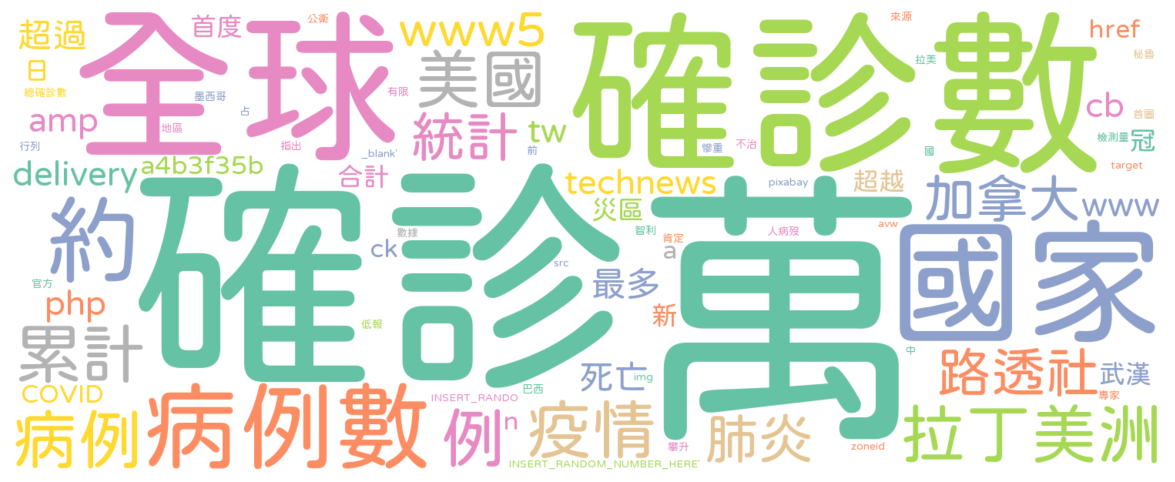 全球
確診數
確診
萬
國家
超過
首度
公衛
www5
來源
href
秘魯
日
美國
拉美
總確診數
墨西哥
占
有限
cb
首圖
amp
地區
統計
tw
檢測量
冠
行列
指出
_blank'
前
慘重
不治
國
target
delivery
a4b3f35b
合計
technews
pixabay
超越
加拿大
www
約
災區
數據
ck
智利
肯定
a
人病歿
avw
官方
src
最多
php
新
低報
中
累計
路透社
武漢
死亡
img
巴西
專家
COVID
INSERT_RANDO
病例
病例數
例
n
疫情
攀升
肺炎
zoneid
拉丁美洲
INSERT_RANDOM_NUMBER_HERE'